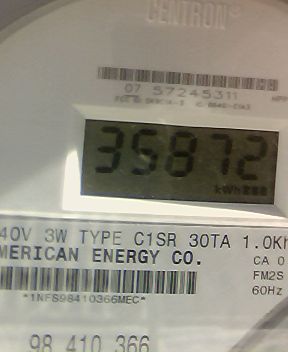 CENTRON®
07 57245311
35872
kWh
40V 3W TYPE C1SR 30TA 1.0Kh
MERICAN ENERGY CO.
CA 0
FM2S
60Hz
*1NFS98410366MEC*
98 410 366